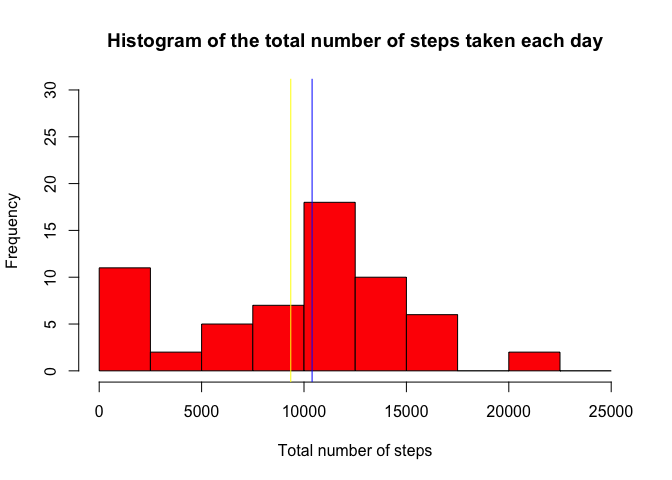 Histogram of the total number of steps taken each day
Frequency
30
25
20
15
10
5
0
0 5000 10000 15000 20000 25000
Total number of steps